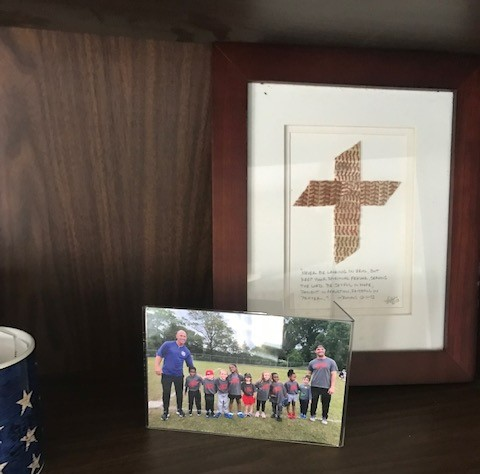 "NEVER BE LACKING IN ZEAL, BUT
KEEP YOUR SPIRITUAL FERVOR, SERVING
THE LORD. BE JOYFUL IN HOPE,
PATIENT IN AFFLICTION, FAITHFUL IN
PRAYER." ROMANS